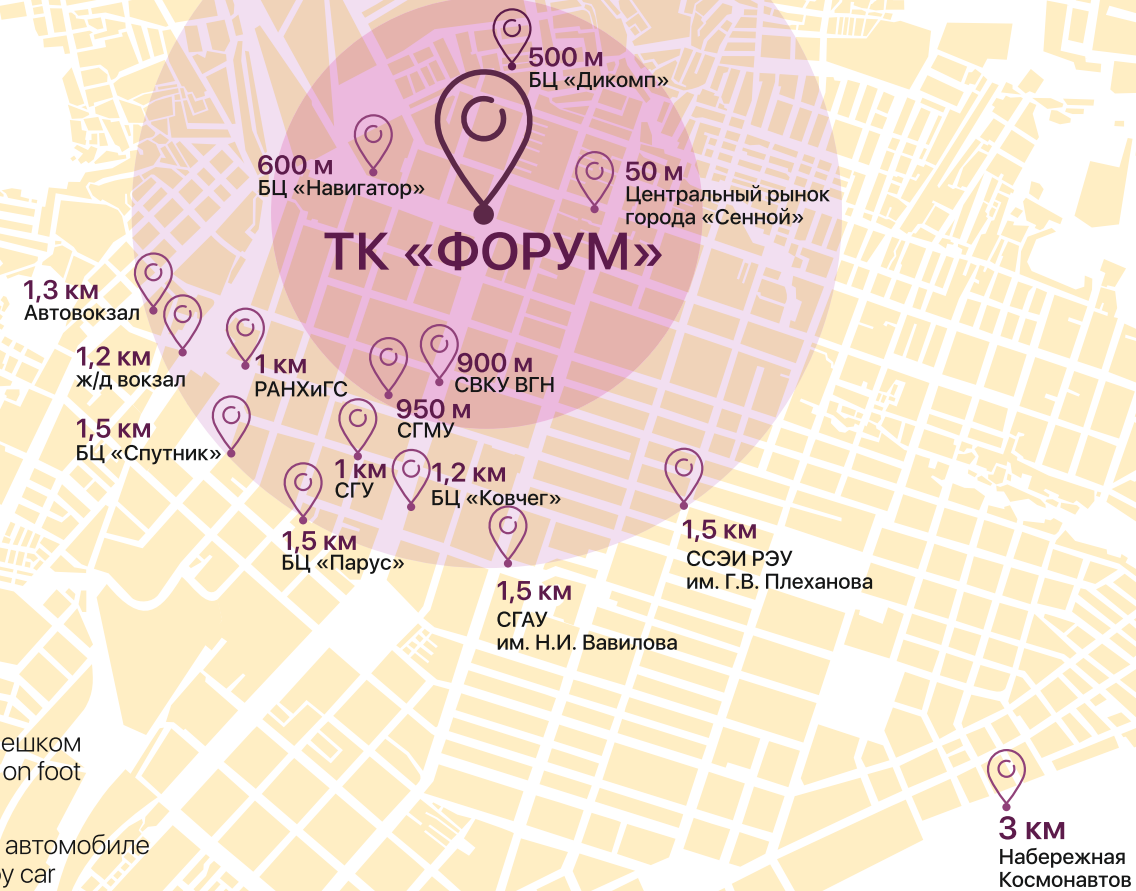 500 м
БЦ «Дикомп»
600 м
БЦ «Навигатор»
50 м
Центральный рынок
города «Сенной»
ТК «ФОРУМ»
1,3 км
Автовокзал
1,2 км
ж/д вокзал
1 км
РАНХиГС
900 м
СВКУ ВГН
950 м
СГМУ
1,5 км
БЦ «Спутник»
1 км
СГУ
1,2 км
БЦ «Ковчег»
1,5 км
БЦ «Парус»
1,5 км
ССЭИ РЭУ
им. Г.В. Плеханова
1,5 км
СГАУ
им. Н.И. Вавилова
ешком
on foot
автомобиле
y car
3 км
Набережная
Космонавтов